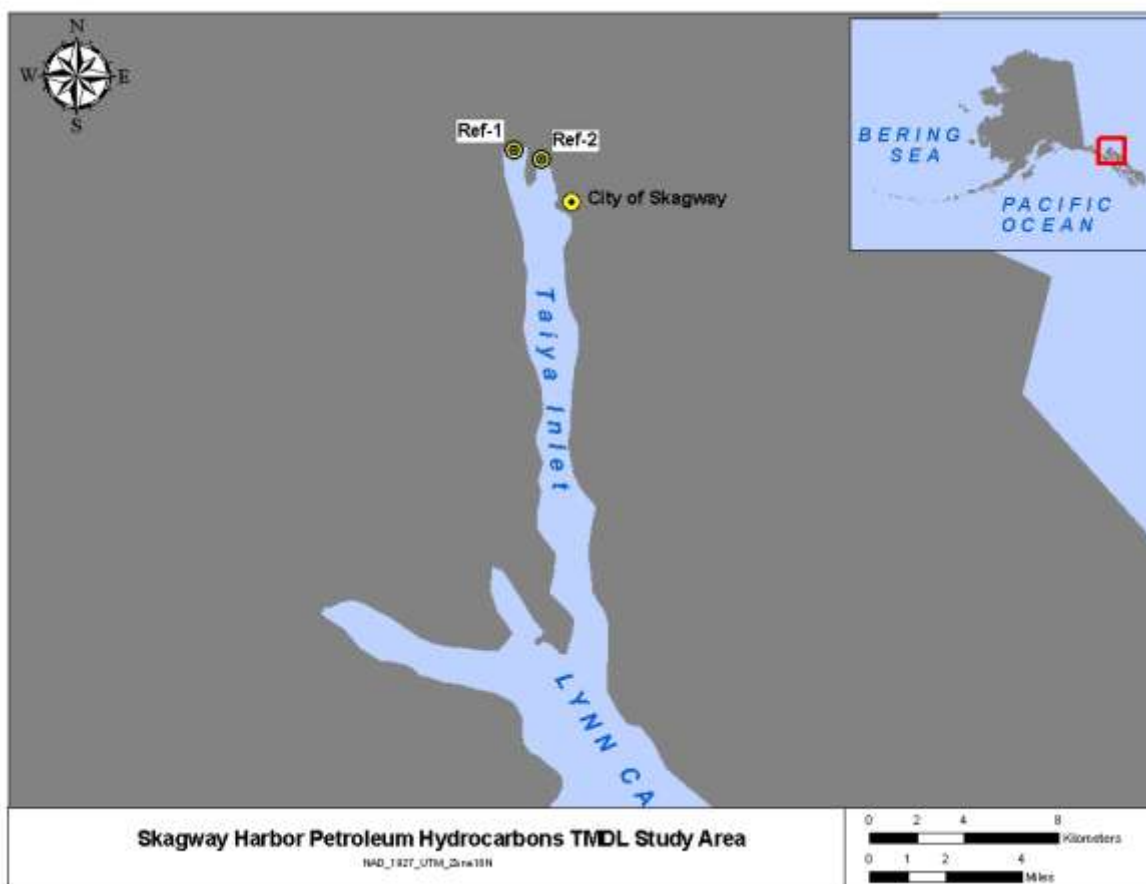 N
W E
S
Ref-1
Ref-2
City of Skagway
BERING
SEA
PACIFIC
OCEAN
Taiya Inlet
LYNN CA
Skagway Harbor Petroleum Hydrocarbons TMDL Study Area
0 2 4 8
Kilometers
0 1 2 4
Miles